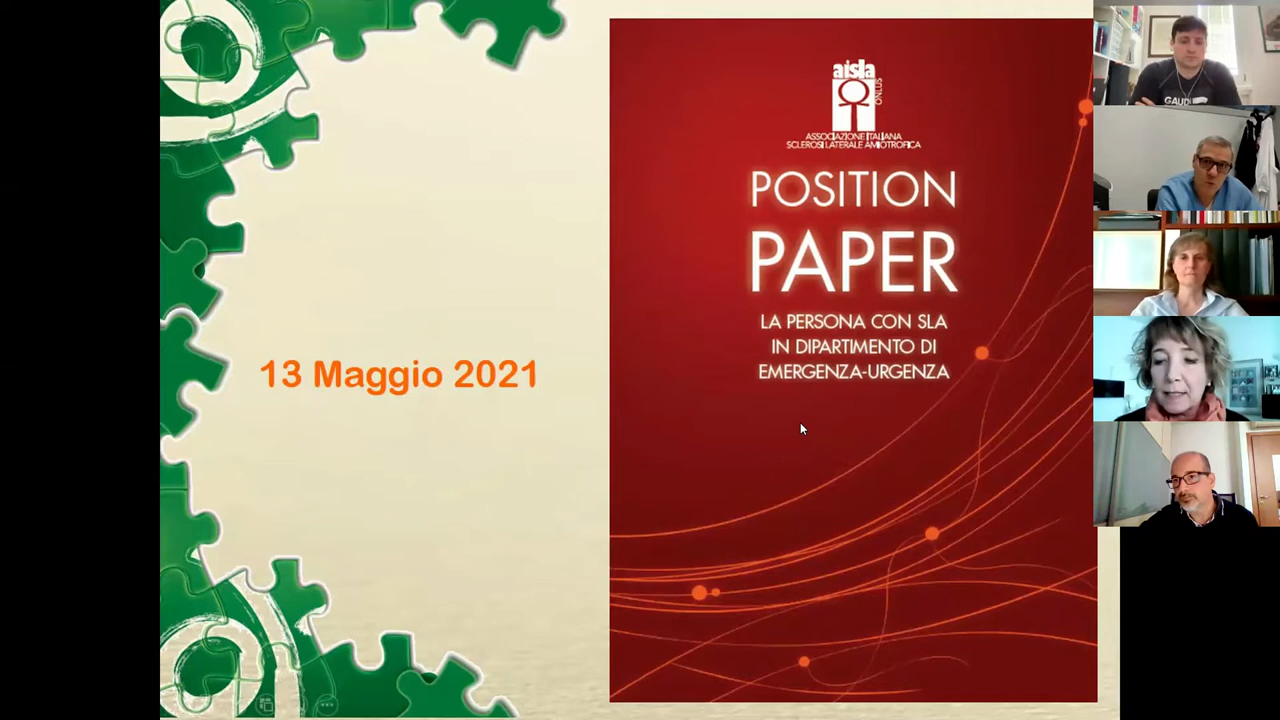 13 Maggio 2021
aisla
ONLUS
ASSOCIAZIONE ITALIANA
SCLEROSI LATERALE AMIOTROFICA
POSITION
PAPER
LA PERSONA CON SLA
IN DIPARTIMENTO DI
EMERGENZA-URGENZA